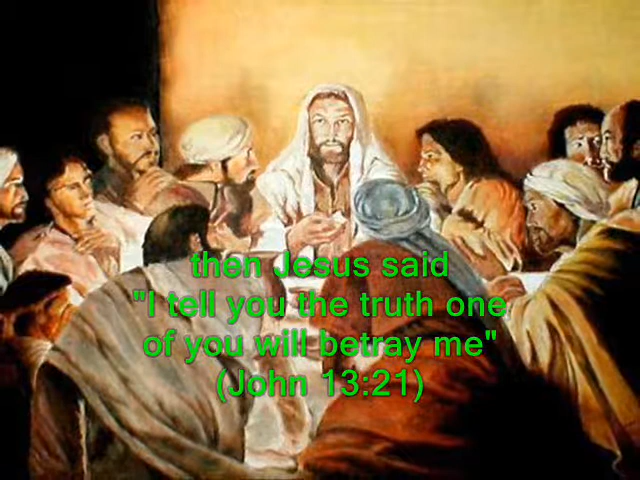 then Jesus said
"I tell you the truth one
of you will betray me"
(John 13:21)